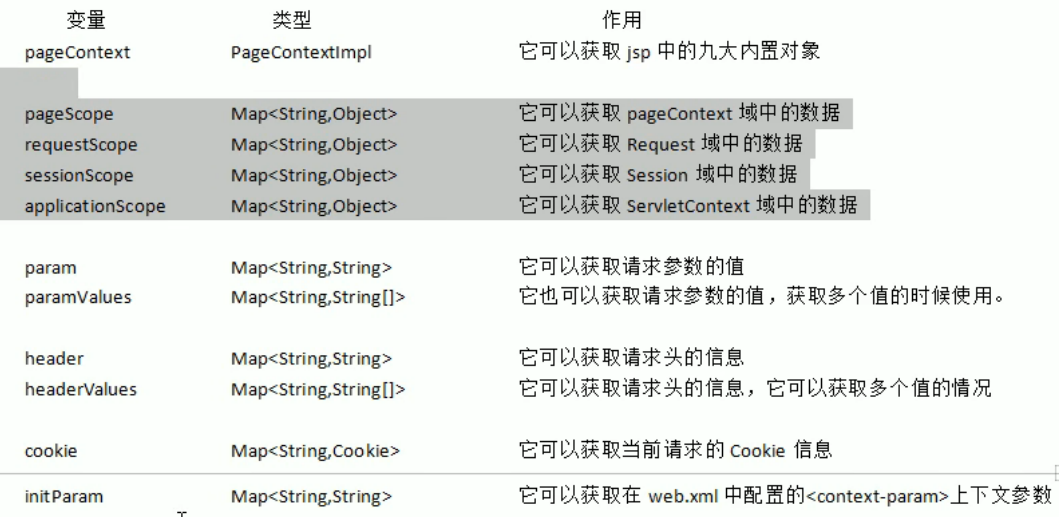 变量 类型 作用
pageContext PageContextImpl 它可以获取 jsp 中的九大内置对象
pageScope Map<String,Object> 它可以获取 pageContext 域中的数据
requestScope Map<String,Object> 它可以获取 Request 域中的数据
sessionScope Map<String,Object> 它可以获取 Session 域中的数据
applicationScope Map<String,Object> 它可以获取 ServletContext 域中的数据
param Map<String,String> 它可以获取请求参数的值
paramValues Map<String,String[]> 它也可以获取请求参数的值，获取多个值的时候使用。
header Map<String,String> 它可以获取请求头的信息
headerValues Map<String,String[]> 它可以获取请求头的信息，它可以获取多个值的情况
cookie Map<String,Cookie> 它可以获取当前请求的 Cookie 信息
initParam Map<String,String> 它可以获取在 web.xml 中配置的<context-param>上下文参数